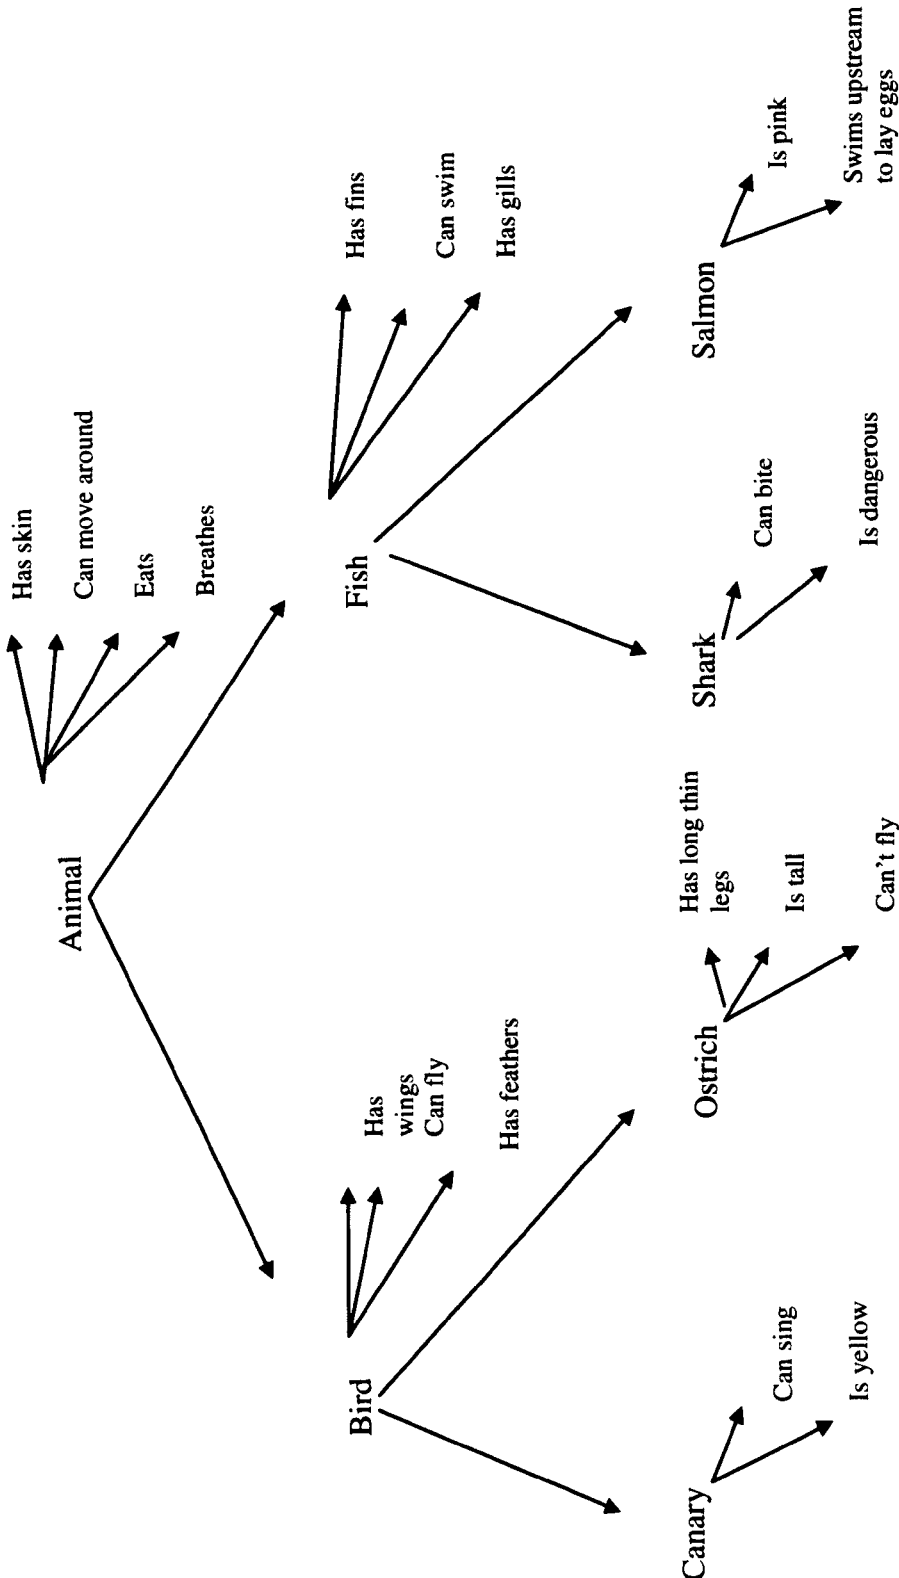 Animal
Has skin
Can move around
Eats
Breathes
Bird
Has
wings
Can fly
Has feathers
Fish
Has fins
Can swim
Has gills
Canary
Can sing
Is yellow
Ostrich
Has long thin
legs
Is tall
Can't fly
Shark
Can bite
Is dangerous
Salmon
Is pink
Swims upstream
to lay eggs